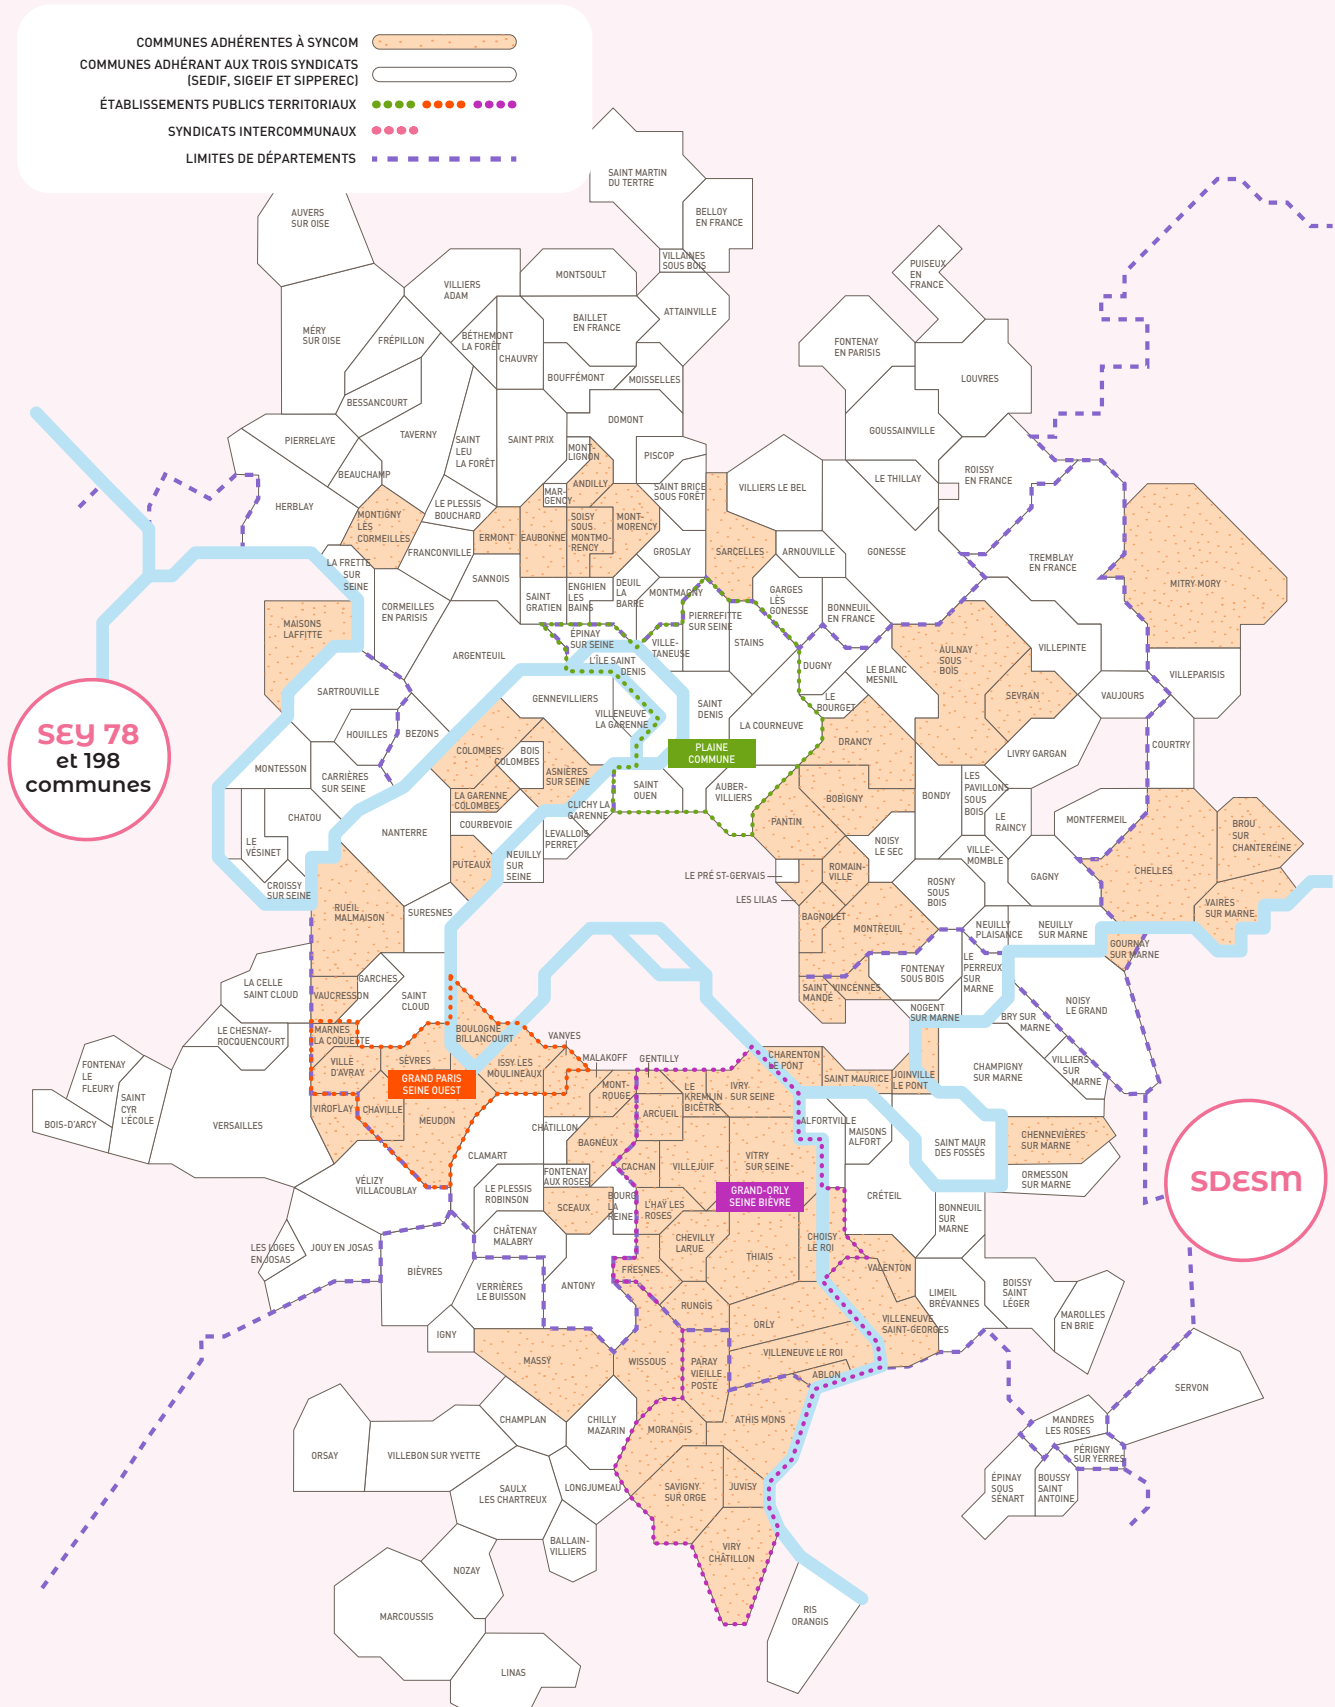 COMMUNES ADHÉRENTES À SYNCOM
COMMUNES ADHÉRANT AUX TROIS SYNDICATS
(SEDIF, SIGEIF ET SIPPEREC)
ÉTABLISSEMENTS PUBLICS TERRITORIAUX
SYNDICATS INTERCOMMUNAUX
LIMITES DE DÉPARTEMENTS
SAINT MARTIN
DU TERTRE
BELLOY
EN FRANCE
VILLAINES
SOUS BOIS
AUVERS
SUR OISE
VILLIERS
ADAM
MONTSOULT
ATTAINVILLE
PUISEUX
EN
FRANCE
MÉRY
SUR OISE
FRÉPILLON
BÉTHEMONT
LA FORÊT
CHAUVRY
BAILLET
EN FRANCE
FONTENAY
EN PARISIS
LOUVRES
BOUFFÉMONT
MOISSELLES
BESSANCOURT
DOMONT
GOUSSAINVILLE
PIERRELAYE
TAVERNY
SAINT
LEU
LA FORÊT
SAINT PRIX
MONT-
LIGNON
PISCOP
BEAUCHAMP
ANDILLY
SAINT BRICE
SOUS FORÊT
VILLIERS LE BEL
LE THILLAY
ROISSY
EN FRANCE
HERBLAY
MONTIGNY
LÈS
CORMEILLES
LE PLESSIS
BOUCHARD
MAR-
GENCY
ERMONT
EAUBONNE
SOISY
SOUS
MONTMO-
RENCY
MONT-
MORENCY
GROSLAY
SARCELLES
ARNOUVILLE
GONESSE
TREMBLAY
EN FRANCE
MITRY-MORY
LA FRETTE
SUR
SEINE
FRANCONVILLE
SANNOIS
SAINT
GRATIEN
ENGHIEN
LES
BAINS
DEUIL
LA
BARRE
MONTMAGNY
GARGES
LÈS
GONESSE
BONNEUIL
EN FRANCE
MAISONS
LAFFITTE
CORMEILLES
EN PARISIS
ARGENTEUIL
ÉPINAY
SUR SEINE
VILLE-
TANEUSE
PIERREFITTE
SUR SEINE
STAINS
DUGNY
LE BLANC
MESNIL
AULNAY
SOUS
BOIS
VILLEPINTE
SEVRAN
VAUJOURS
VILLEPARISIS
L'ÎLE SAINT
DENIS
SARTROUVILLE
GENNEVILLIERS
VILLENEUVE
LA GARENNE
SAINT
DENIS
LA COURNEUVE
LE
BOURGET
DRANCY
LIVRY GARGAN
COURTRY
SEY 78
et 198
communes
HOUILLES
BEZONS
COLOMBES
BOIS
COLOMBES
ASNIÈRES
SUR SEINE
PLAINE
COMMUNE
MONTESSON
CARRIÈRES
SUR SEINE
LA GARENNE
COLOMBES
CLICHY LA
GARENNE
SAINT
OUEN
AUBER-
VILLIERS
BOBIGNY
BONDY
LES
PAVILLONS
SOUS
BOIS
LE
RAINCY
MONTFERMEIL
BROU
SUR
CHANTEREINE
CHATOU
NANTERRE
COURBEVOIE
LEVALLOIS
PERRET
PANTIN
NOISY
LE SEC
LE
VÉSINET
CROISSY
SUR SEINE
PUTEAUX
NEUILLY
SUR
SEINE
LE PRÉ ST-GERVAIS
ROMAIN-
VILLE
VILLE-
MOMBLE
GAGNY
CHELLES
LES LILAS
ROSNY
SOUS
BOIS
RUEIL
MALMAISON
SURESNES
BAGNOLET
MONTREUIL
NEUILLY
PLAISANCE
NEUILLY
SUR MARNE
VAIRES
SUR MARNE
GOURNAY
SUR MARNE
LA CELLE
SAINT CLOUD
VAUCRESSON
GARCHES
SAINT
CLOUD
SAINT
MANDÉ
VINCENNES
FONTENAY
SOUS BOIS
LE
PERREUX
SUR
MARNE
NOGENT
SUR MARNE
BRY SUR
MARNE
NOISY
LE GRAND
LE CHESNAY-
ROCQUENCOURT
MARNES
LA COQUETTE
BOULOGNE
BILLANCOURT
VANVES
FONTENAY
LE
FLEURY
SAINT
CYR
L'ÉCOLE
BOIS-D'ARCY
VERSAILLES
VILLE
D'AVRAY
SÈVRES
GRAND PARIS
SEINE OUEST
ISSY LES
MOULINEAUX
MALAKOFF
GENTILLY
CHARENTON
LE PONT
SAINT MAURICE
JOINVILLE
LE PONT
CHAMPIGNY
SUR MARNE
VILLIERS
SUR
MARNE
VIROFLAY
CHAVILLE
MEUDON
MONT-
ROUGE
ARCUEIL
LE
KREMLIN
BICÊTRE
IVRY
SUR SEINE
ALFORTVILLE
MAISONS
ALFORT
SAINT MAUR
DES FOSSÉS
CHENNEVIÈRES
SUR MARNE
CHÂTILLON
BAGNEUX
CLAMART
FONTENAY
AUX ROSES
CACHAN
VILLEJUIF
VITRY
SUR SEINE
ORMESSON
SUR MARNE
SDESM
VÉLIZY
VILLACOUBLAY
LE PLESSIS
ROBINSON
SCEAUX
BOURG
LA
REINE
L'HAY LES
ROSES
GRAND-ORLY
SEINE BIÈVRE
CRÉTEIL
BONNEUIL
SUR
MARNE
LES LOGES
EN JOSAS
JOUY EN JOSAS
CHÂTENAY
MALABRY
CHEVILLY
LARUE
THIAIS
CHOISY
LE ROI
BIÈVRES
VERRIÈRES
LE BUISSON
ANTONY
FRESNES
VALENTON
LIMEIL
BRÉVANNES
BOISSY
SAINT
LÉGER
MAROLLES
EN BRIE
IGNY
RUNGIS
ORLY
VILLENEUVE
SAINT-GEORGES
MASSY
WISSOUS
PARAY
VIEILLE
POSTE
VILLENEUVE LE ROI
ABLON
SERVON
CHAMPLAN
CHILLY
MAZARIN
MORANGIS
ATHIS MONS
MANDRES
LES ROSES
ORSAY
VILLEBON SUR YVETTE
PÉRIGNY
SUR YERRES
SAULX
LES CHARTREUX
LONGJUMEAU
SAVIGNY
SUR ORGE
JUVISY
ÉPINAY
SOUS
SÉNART
BOUSSY
SAINT
ANTOINE
BALLAIN-
VILLIERS
VIRY
CHÂTILLON
NOZAY
MARCOUSSIS
RIS
ORANGIS
LINAS